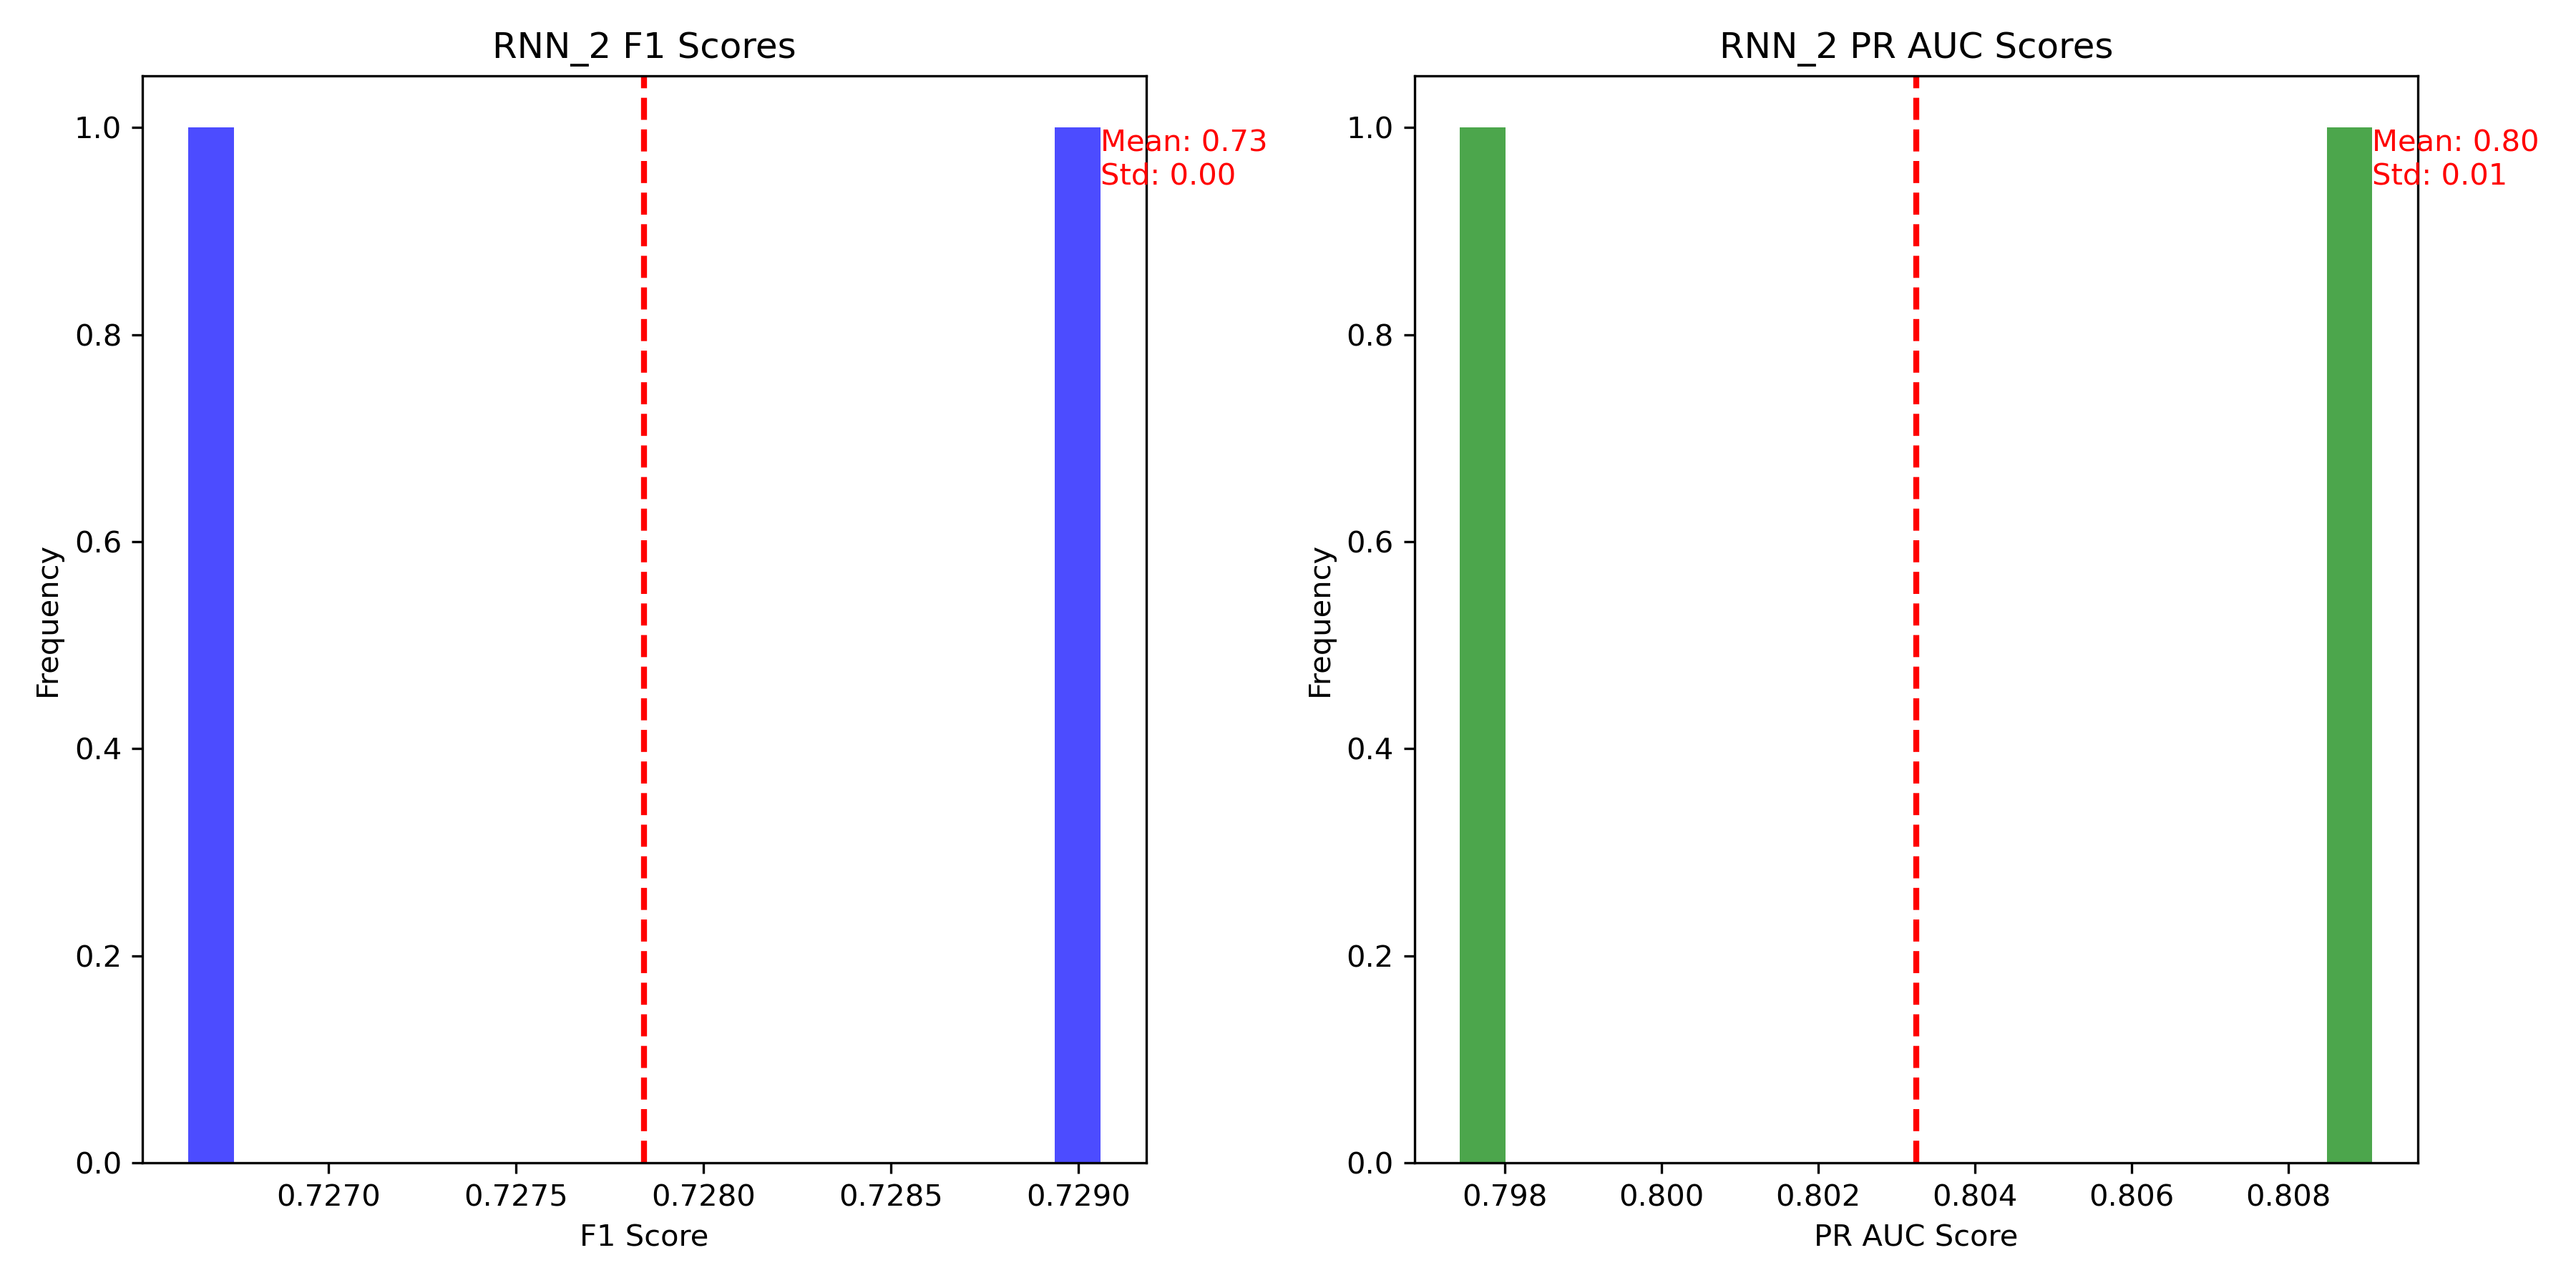 RNN_2 F1 Scores
1.0
0.8
0.6
0.4
0.2
0.0
Frequency
Mean: 0.73
Std: 0.00
0.7270 0.7275 0.7280 0.7285 0.7290
F1 Score
RNN_2 PR AUC Scores
1.0
0.8
0.6
0.4
0.2
0.0
Frequency
Mean: 0.80
Std: 0.01
0.798 0.800 0.802 0.804 0.806 0.808
PR AUC Score